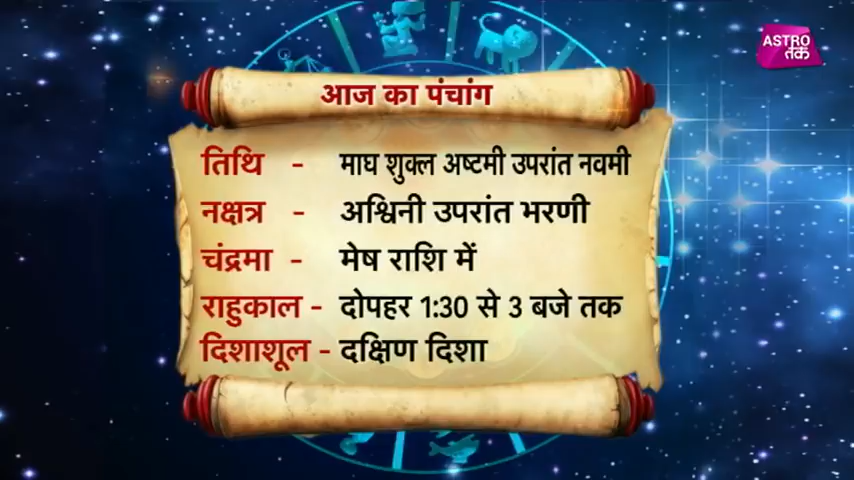 ASTRO
तक
आज का पंचांग
तिथि - माघ शुक्ल अष्टमी उपरांत नवमी
नक्षत्र - अश्विनी उपरांत भरणी
चंद्रमा - मेष राशि में
राहुकाल - दोपहर 1:30 से 3 बजे तक
दिशाशूल - दक्षिण दिशा